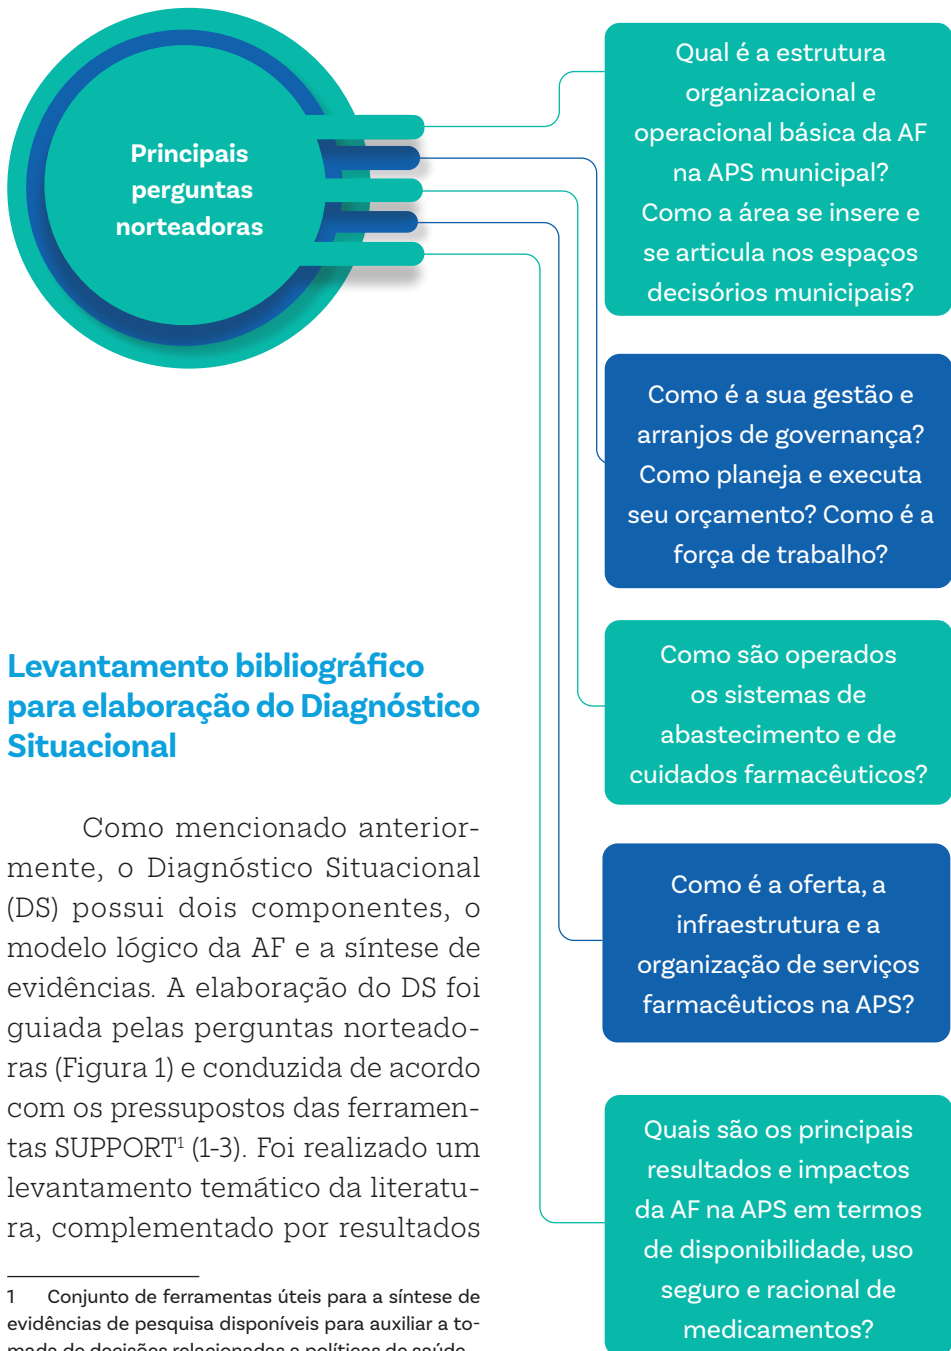 Principais
perguntas
norteadoras
Qual é a estrutura
organizacional e
operacional básica da AF
na APS municipal?
Como a área se insere e
se articula nos espaços
decisórios municipais?
Como é a sua gestão e
arranjos de governança?
Como planeja e executa
seu orçamento? Como é a
força de trabalho?
Como são operados
os sistemas de
abastecimento e de
cuidados farmacêuticos?
Como é a oferta, a
infraestrutura e a
organização de serviços
farmacêuticos na APS?
Quais são os principais
resultados e impactos
da AF na APS em termos
de disponibilidade, uso
seguro e racional de
medicamentos?
Levantamento bibliográfico
para elaboração do Diagnóstico
Situacional
Como mencionado anterior-
mente, o Diagnóstico Situacional
(DS) possui dois componentes, o
modelo lógico da AF e a síntese de
evidências. A elaboração do DS foi
guiada pelas perguntas norteado-
ras (Figura 1) e conduzida de acordo
com os pressupostos das ferramen-
tas SUPPORT¹ (1-3). Foi realizado um
levantamento temático da literatu-
ra, complementado por resultados
1 Conjunto de ferramentas úteis para a síntese de
evidências de pesquisa disponíveis para auxiliar a to-
mada de decisões relacionadas a políticas de saúde